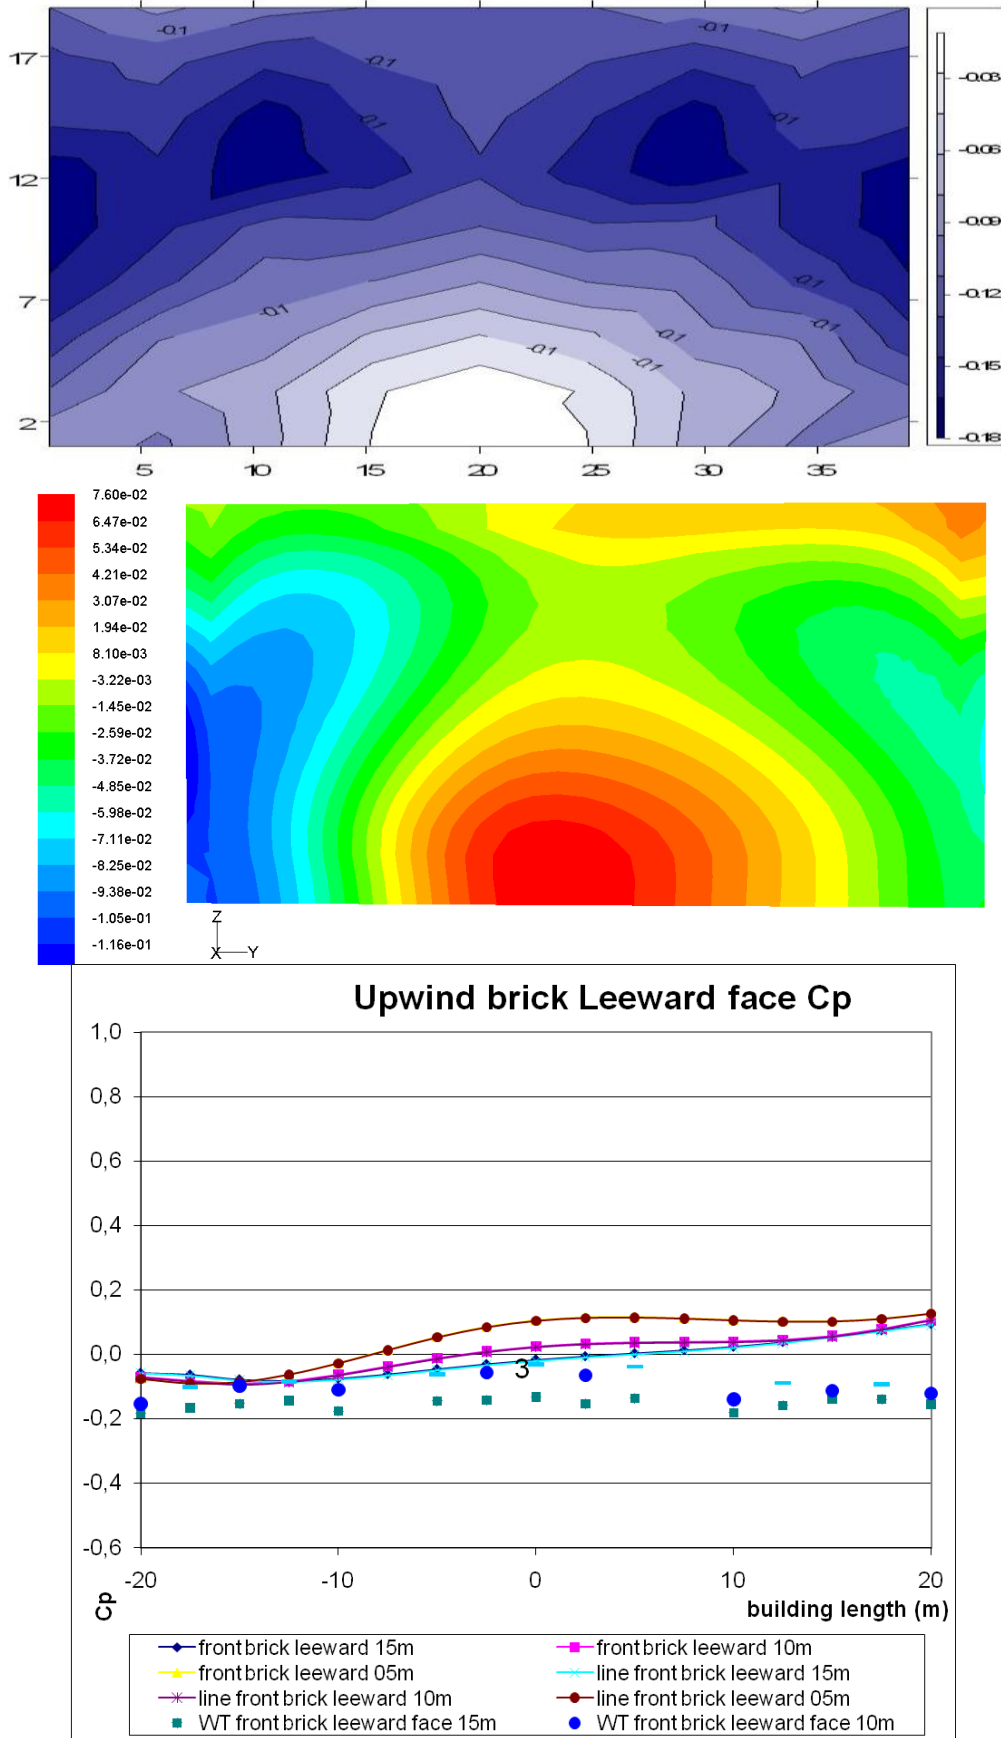 -0.1 -0.1
17 -0.1 -0.03
-0.1 -0.1 -0.06
12
-0.09
-0.1
7 -0.1 -0.1 -0.12
-0.1 -0.1 -0.15
2 -0.18
5 10 15 20 25 30 35
7.60e-02
6.47e-02
5.34e-02
4.21e-02
3.07e-02
1.94e-02
8.10e-03
-3.22e-03
-1.45e-02
-2.59e-02
-3.72e-02
-4.85e-02
-5.98e-02
-7.11e-02
-8.25e-02
-9.38e-02
-1.05e-01
-1.16e-01
Z
X Y
Upwind brick Leeward face Cp
1,0
0,8
0,6
0,4
0,2
0,0
3
-0,2
-0,4
-0,6
-20 -10 0 10 20
Cp
building length (m)
front brick leeward 15m front brick leeward 10m
front brick leeward 05m line front brick leeward 15m
line front brick leeward 10m line front brick leeward 05m
WT front brick leeward face 15m WT front brick leeward face 10m